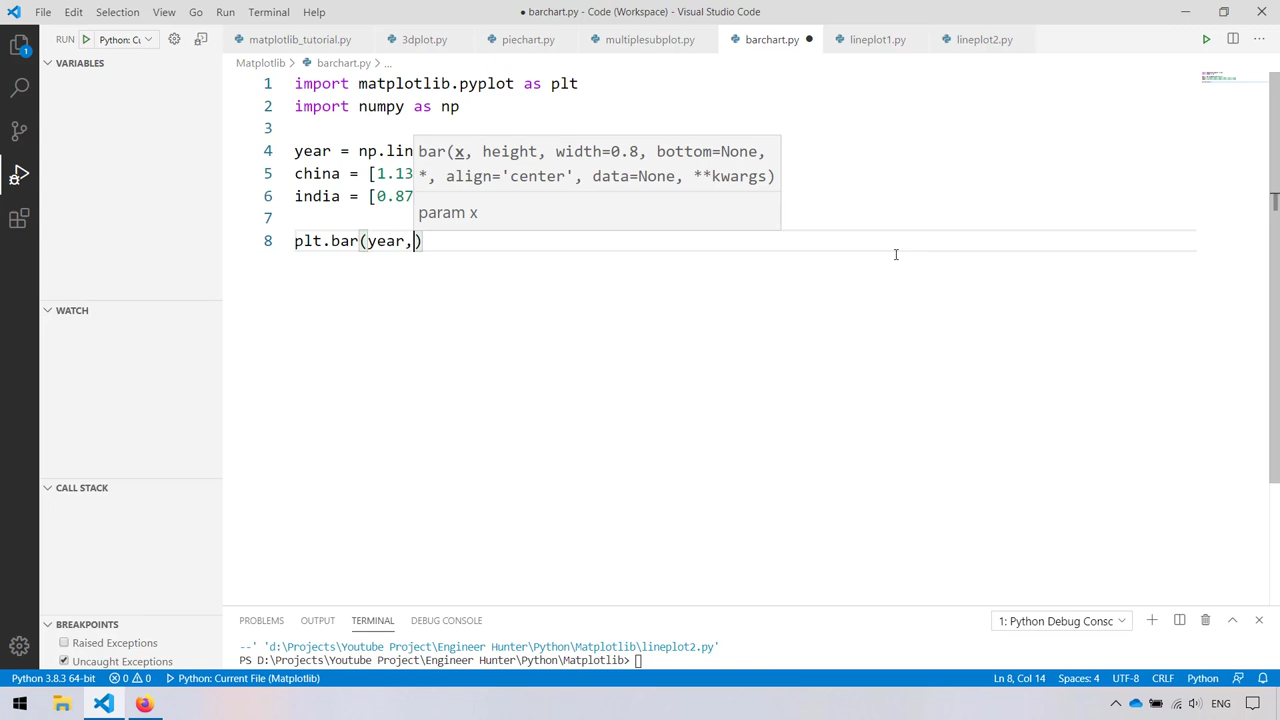 File Edit Selection View Go Run Terminal Help
barchart.py - Code (Workspace) - Visual Studio Code
RUN Python: Cu
matplotlib_tutorial.py 3dplot.py piechart.py multiplesubplot.py barchart.py lineplot1.py lineplot2.py
VARIABLES
Matplotlib > barchart.py > ...
1 import matplotlib.pyplot as plt
2 import numpy as np
3
4 year = np.lin
5 china = [1.13
6 india = [0.87
7
8 plt.bar(year,)
bar(x, height, width=0.8, bottom=None,
*, align='center', data=None, **kwargs)
param x
WATCH
CALL STACK
BREAKPOINTS
Raised Exceptions
Uncaught Exceptions
PROBLEMS OUTPUT TERMINAL DEBUG CONSOLE
1: Python Debug Consc
--' 'd:\Projects\Youtube Project\Engineer Hunter\Python\Matplotlib\lineplot2.py'
PS D:\Projects\Youtube Project\Engineer Hunter\Python\Matplotlib>
Python 3.8.3 64-bit 0 0 Python: Current File (Matplotlib)
Ln 8, Col 14 Spaces: 4 UTF-8 CRLF Python
ENG
1